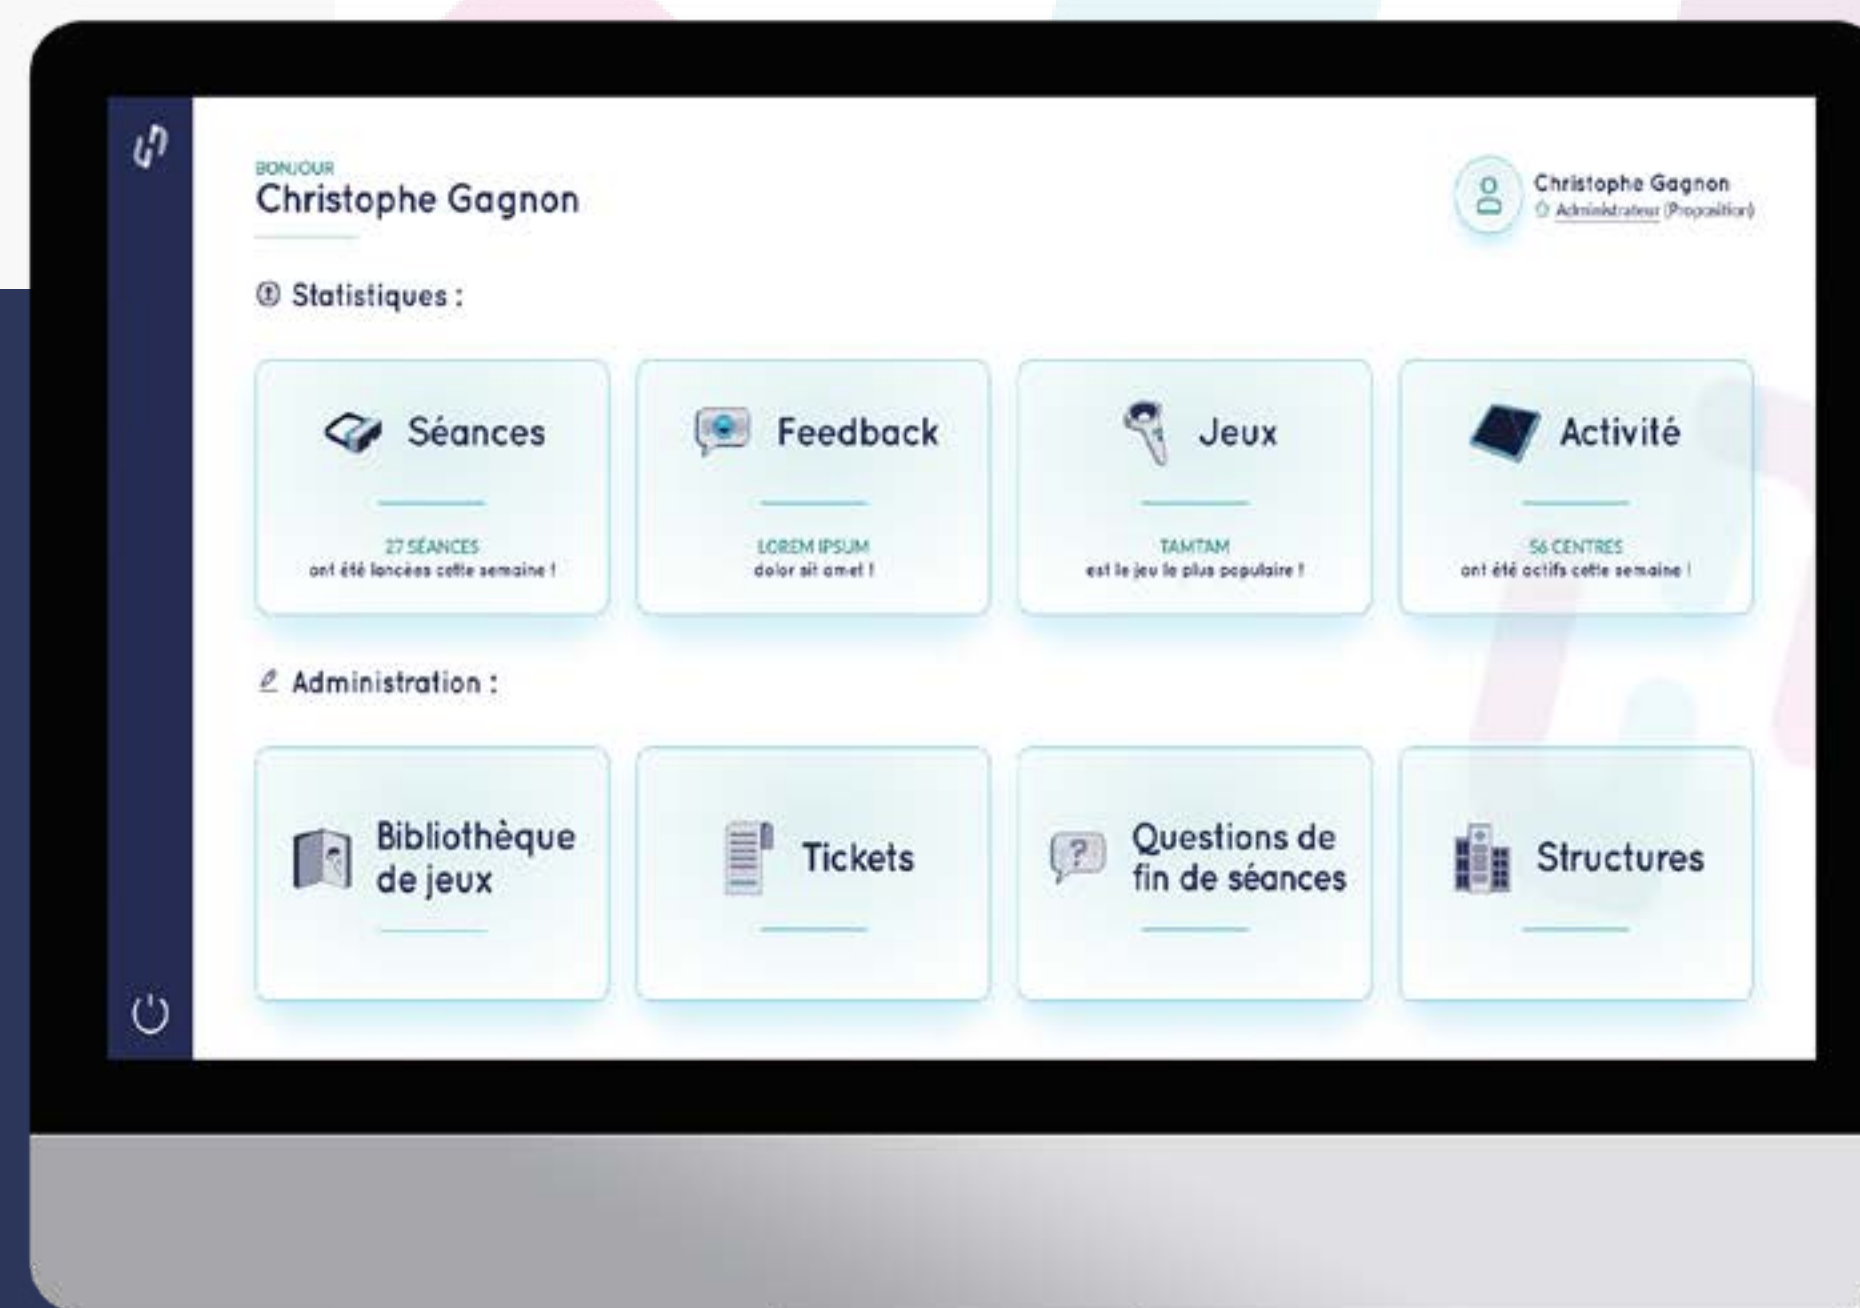 BONJOUR
Christophe Gagnon
Christophe Gagnon
Administrateur (Proposition)
Statistiques :
Séances
27 SÉANCES
ont été lancées cette semaine !
Feedback
LOREM IPSUM
dolor sit amet !
Jeux
TAMTAM
est le jeu le plus populaire !
Activité
56 CENTRES
ont été actifs cette semaine !
Administration :
Bibliothèque
de jeux
Tickets
?
Questions de
fin de séances
Structures